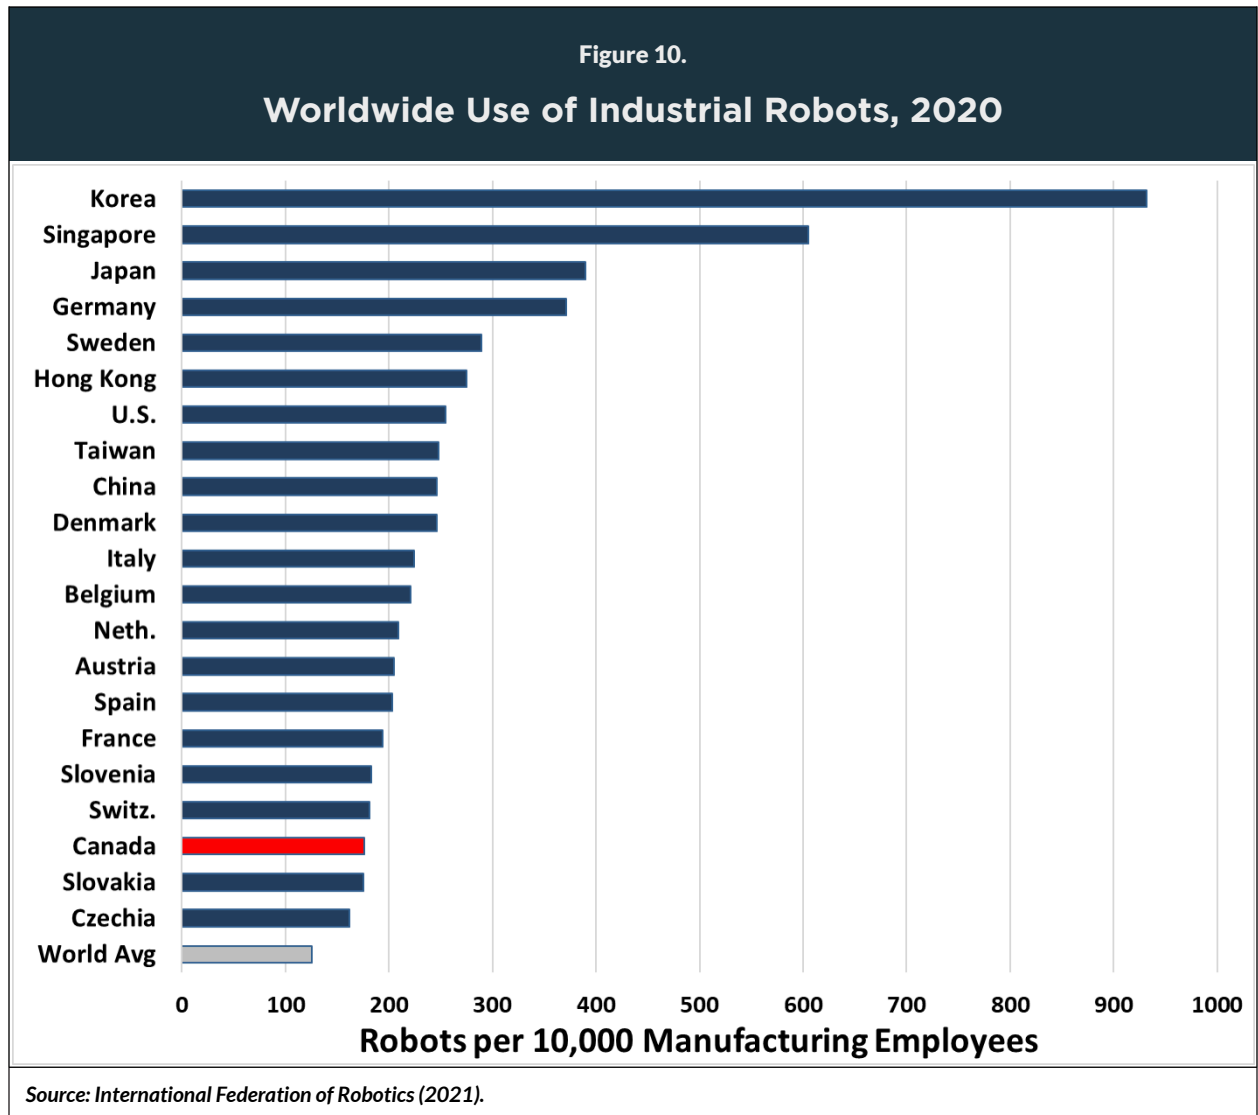 Figure 10.
Worldwide Use of Industrial Robots, 2020
Korea
Singapore
Japan
Germany
Sweden
Hong Kong
U.S.
Taiwan
China
Denmark
Italy
Belgium
Neth.
Austria
Spain
France
Slovenia
Switz.
Canada
Slovakia
Czechia
World Avg
0 100 200 300 400 500 600 700 800 900 1000
Robots per 10,000 Manufacturing Employees
Source: International Federation of Robotics (2021).